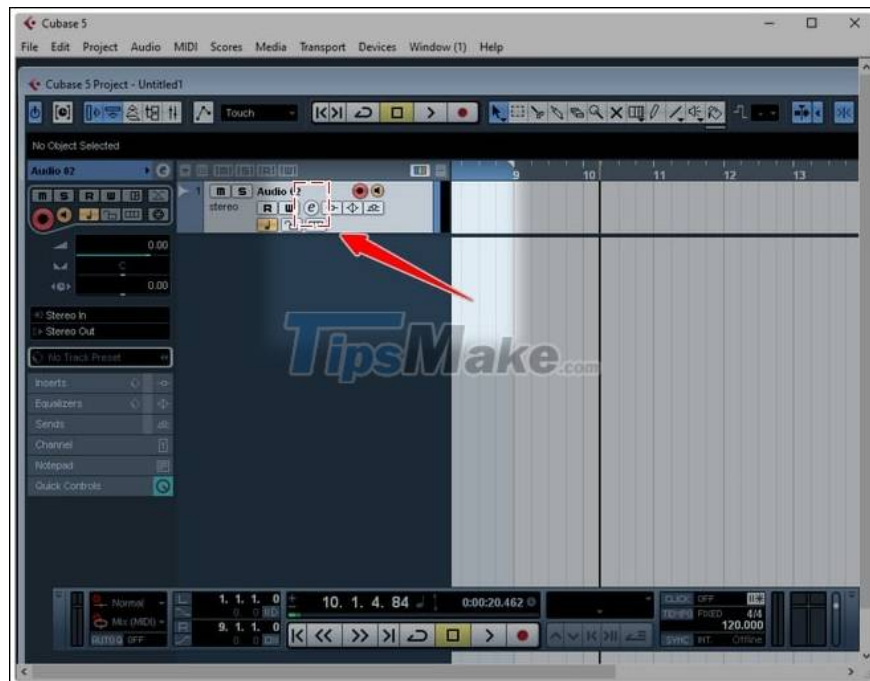 Cubase 5
File Edit Project Audio MIDI Scores Media Transport Devices Window (1) Help
Cubase 5 Project - Untitled1
Touch
No Object Selected
Audio 02
9 10 11 12 13
m S R W
1 m S Audio 02
stereo R W e
0.00
C
0.00
Stereo In
Stereo Out
No Track Preset
Inserts
Equalizers
Sends
Channel
Notepad
Quick Controls
TipsMake.com
Normal
Mix (MIDI)
AUTO Q OFF
L 1. 1. 1. 0
R 9. 1. 1. 0
10. 1. 4. 84
0:00:20.462
CLICK OFF
TEMPO FIXED 4/4
120.000
SYNC INT. Offline